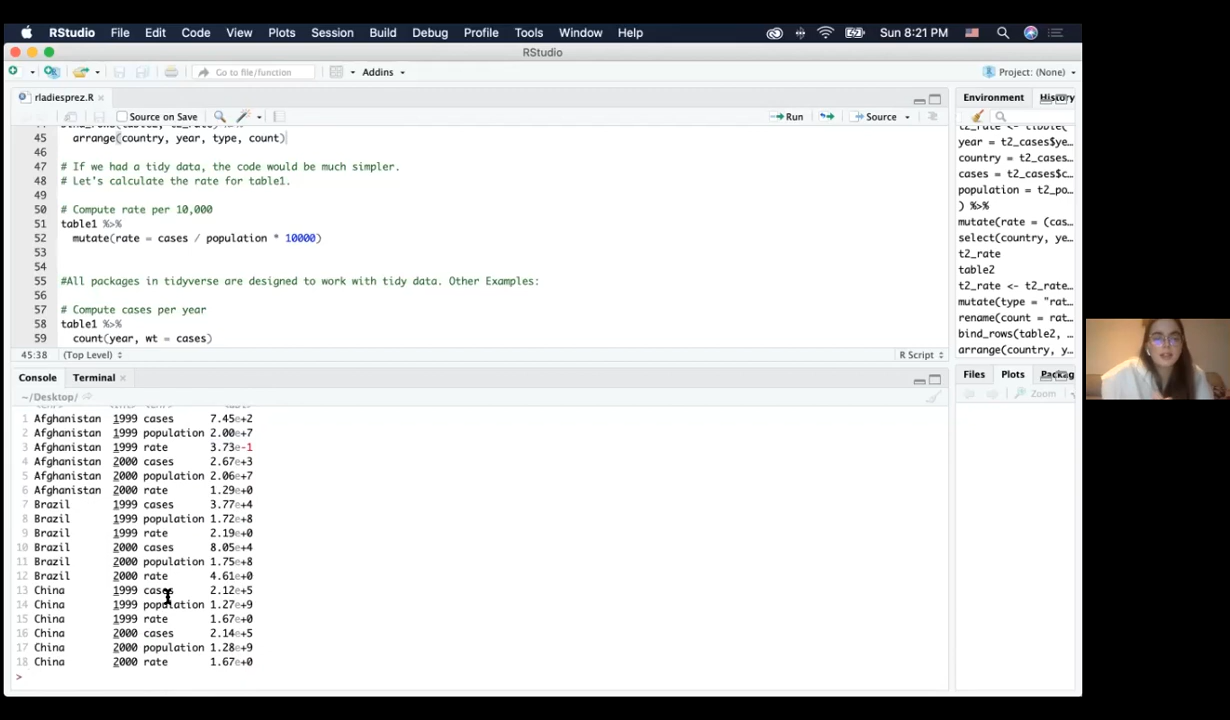 RStudio File Edit Code View Plots Session Build Debug Profile Tools Window Help Sun 8:21 PM
RStudio
Go to file/function Addins Project: (None)
rladiesprez.R
Source on Save Run Source
bind_rows(table2, t2_rate) %>%
45 arrange(country, year, type, count)
46
47 # If we had a tidy data, the code would be much simpler.
48 # Let's calculate the rate for table1.
49
50 # Compute rate per 10,000
51 table1 %>%
52 mutate(rate = cases / population * 10000)
53
54
55 #All packages in tidyverse are designed to work with tidy data. Other Examples:
56
57 # Compute cases per year
58 table1 %>%
59 count(year, wt = cases)
45:38 (Top Level) R Script
Console Terminal
~/Desktop/
1 Afghanistan 1999 cases 7.45e+2
2 Afghanistan 1999 population 2.00e+7
3 Afghanistan 1999 rate 3.73e-1
4 Afghanistan 2000 cases 2.67e+3
5 Afghanistan 2000 population 2.06e+7
6 Afghanistan 2000 rate 1.29e+0
7 Brazil 1999 cases 3.77e+4
8 Brazil 1999 population 1.72e+8
9 Brazil 1999 rate 2.19e+0
10 Brazil 2000 cases 8.05e+4
11 Brazil 2000 population 1.75e+8
12 Brazil 2000 rate 4.61e+0
13 China 1999 cases 2.12e+5
14 China 1999 population 1.27e+9
15 China 1999 rate 1.67e+0
16 China 2000 cases 2.14e+5
17 China 2000 population 1.28e+9
18 China 2000 rate 1.67e+0
>
Environment History
t2_rate <- tibble(
year = t2_cases$ye…
country = t2_cases…
cases = t2_cases$c…
population = t2_po…
) %>%
mutate(rate = (cas…
select(country, ye…
t2_rate
table2
t2_rate <- t2_rate…
mutate(type = "rat…
rename(count = rat…
bind_rows(table2, …
arrange(country, y…
Files Plots Packag
Zoom